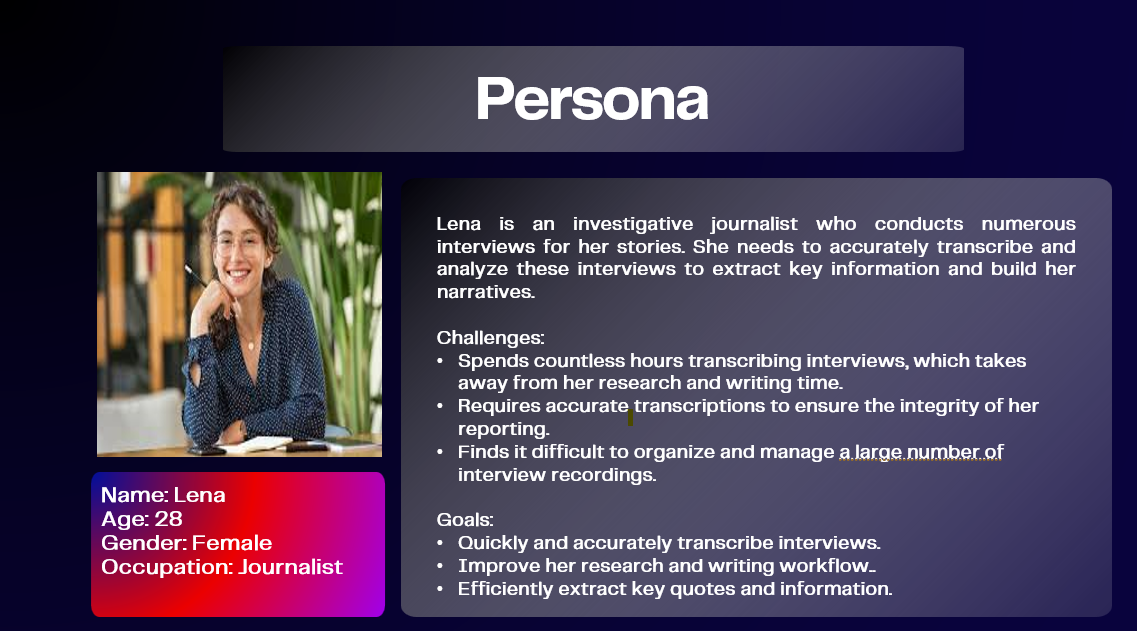 Persona
Lena is an investigative journalist who conducts numerous
interviews for her stories. She needs to accurately transcribe and
analyze these interviews to extract key information and build her
narratives.
Challenges:
• Spends countless hours transcribing interviews, which takes
away from her research and writing time.
• Requires accurate transcriptions to ensure the integrity of her
reporting.
• Finds it difficult to organize and manage a large number of
interview recordings.
Goals:
• Quickly and accurately transcribe interviews.
• Improve her research and writing workflow..
• Efficiently extract key quotes and information.
Name: Lena
Age: 28
Gender: Female
Occupation: Journalist